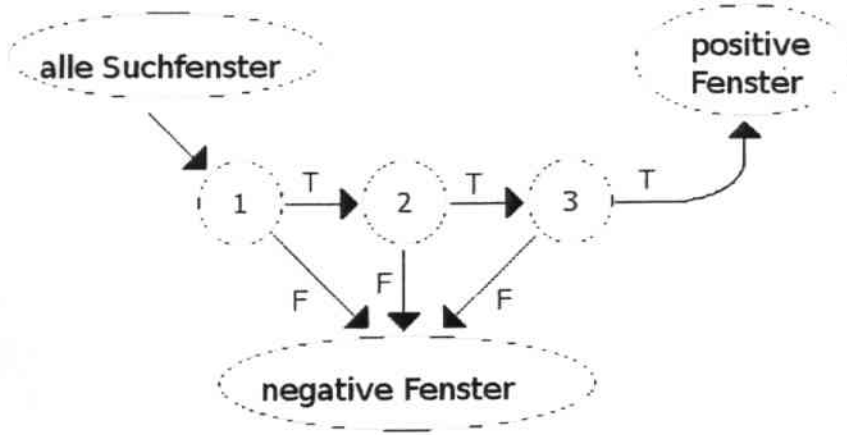 alle Suchfenster
positive
Fenster
1
T
2
T
3
T
F
F
F
negative Fenster